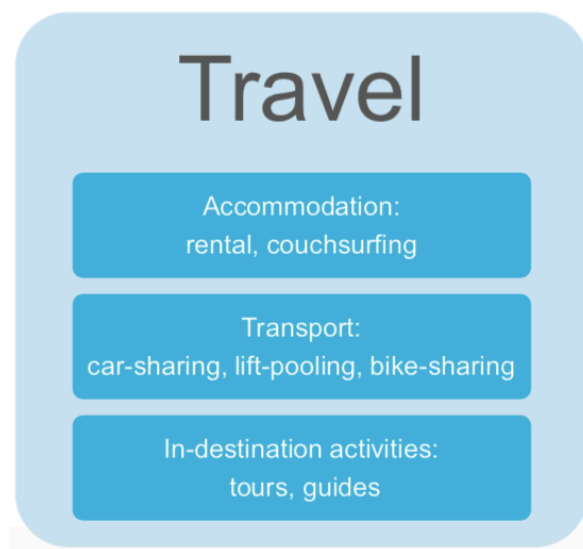 Travel
Accommodation:
rental, couchsurfing
Transport:
car-sharing, lift-pooling, bike-sharing
In-destination activities:
tours, guides